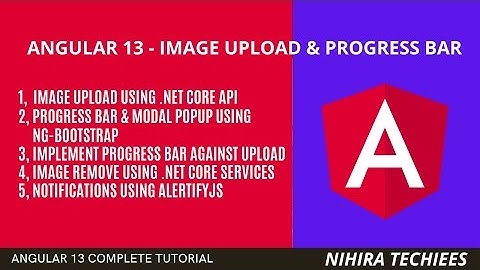 ANGULAR 13 - IMAGE UPLOAD & PROGRESS BAR
1, IMAGE UPLOAD USING .NET CORE API
2, PROGRESS BAR & MODAL POPUP USING
NG-BOOTSTRAP
3, IMPLEMENT PROGRESS BAR AGAINST UPLOAD
4, IMAGE REMOVE USING .NET CORE SERVICES
5, NOTIFICATIONS USING ALERTIFYJS
A
ANGULAR 13 COMPLETE TUTORIAL
NIHIRA TECHIEES